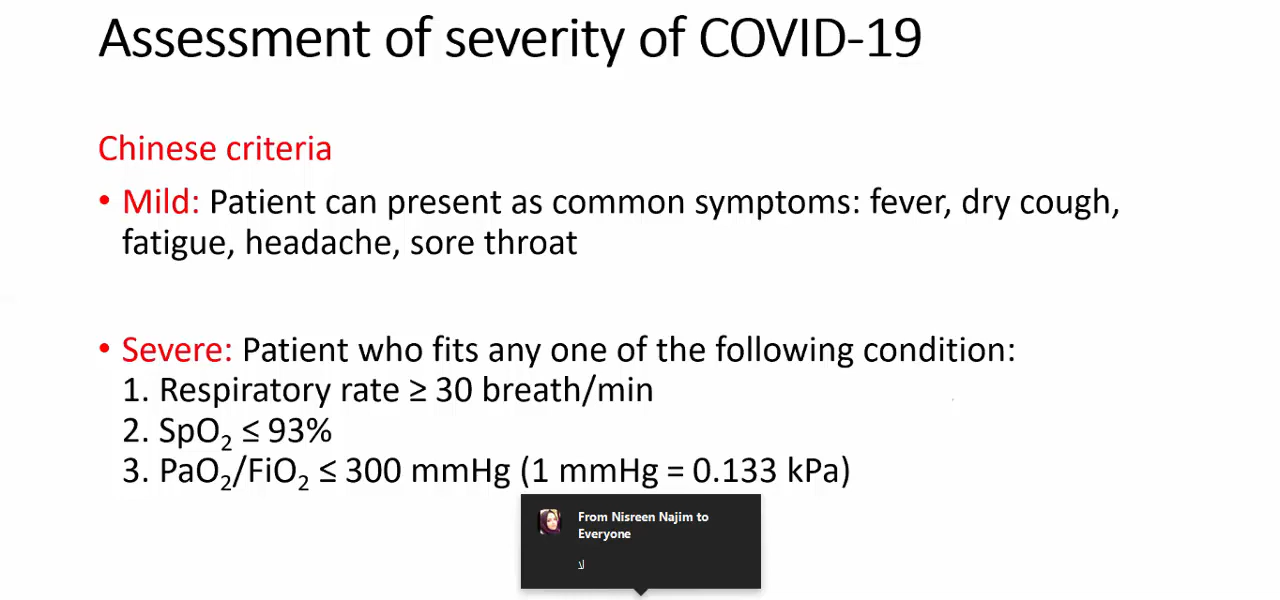 Assessment of severity of COVID-19
Chinese criteria
• Mild: Patient can present as common symptoms: fever, dry cough,
fatigue, headache, sore throat
• Severe: Patient who fits any one of the following condition:
1. Respiratory rate ≥ 30 breath/min
2. SpO₂ ≤ 93%
3. PaO₂/FiO₂ ≤ 300 mmHg (1 mmHg = 0.133 kPa)
From Nisreen Najim to
Everyone
لا